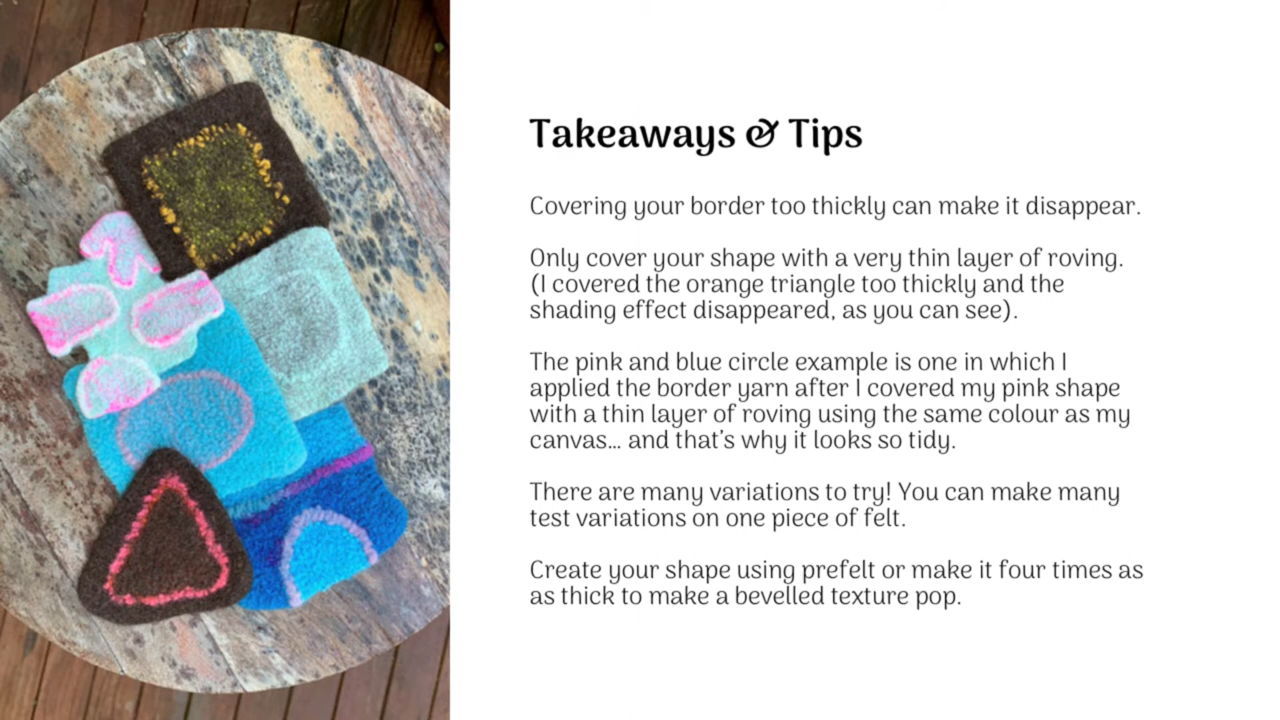 Takeaways & Tips
Covering your border too thickly can make it disappear.
Only cover your shape with a very thin layer of roving.
(I covered the orange triangle too thickly and the
shading effect disappeared, as you can see).
The pink and blue circle example is one in which I
applied the border yarn after I covered my pink shape
with a thin layer of roving using the same colour as my
canvas... and that's why it looks so tidy.
There are many variations to try! You can make many
test variations on one piece of felt.
Create your shape using prefelt or make it four times as
as thick to make a bevelled texture pop.